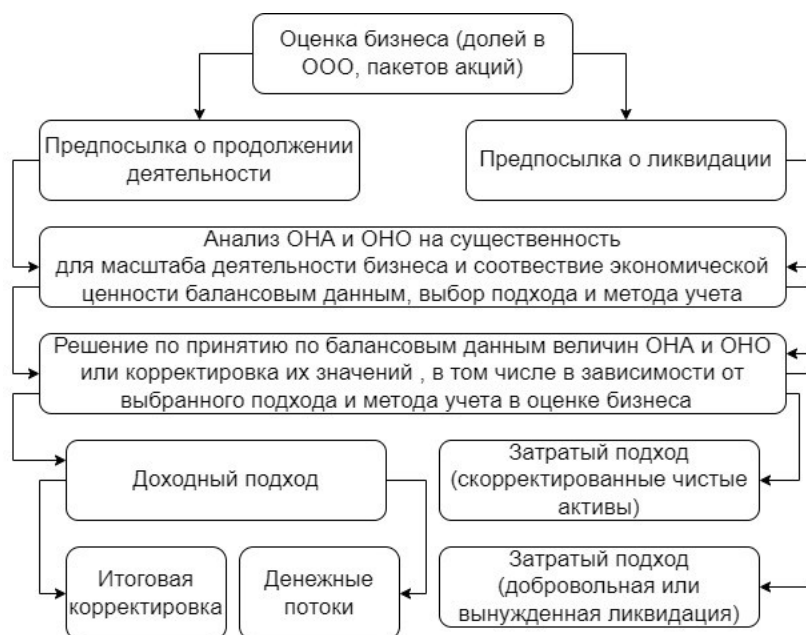 Оценка бизнеса (долей в
ООО, пакетов акций)
Предпосылка о продолжении
деятельности
Предпосылка о ликвидации
Анализ ОНА и ОНО на существенность
для масштаба деятельности бизнеса и соотвествие экономической
ценности балансовым данным, выбор подхода и метода учета
Решение по принятию по балансовым данным величин ОНА и ОНО
или корректировка их значений , в том числе в зависимости от
выбранного подхода и метода учета в оценке бизнеса
Доходный подход
Затратый подход
(скорректированные чистые
активы)
Итоговая
корректировка
Денежные
потоки
Затратый подход
(добровольная или
вынужденная ликвидация)